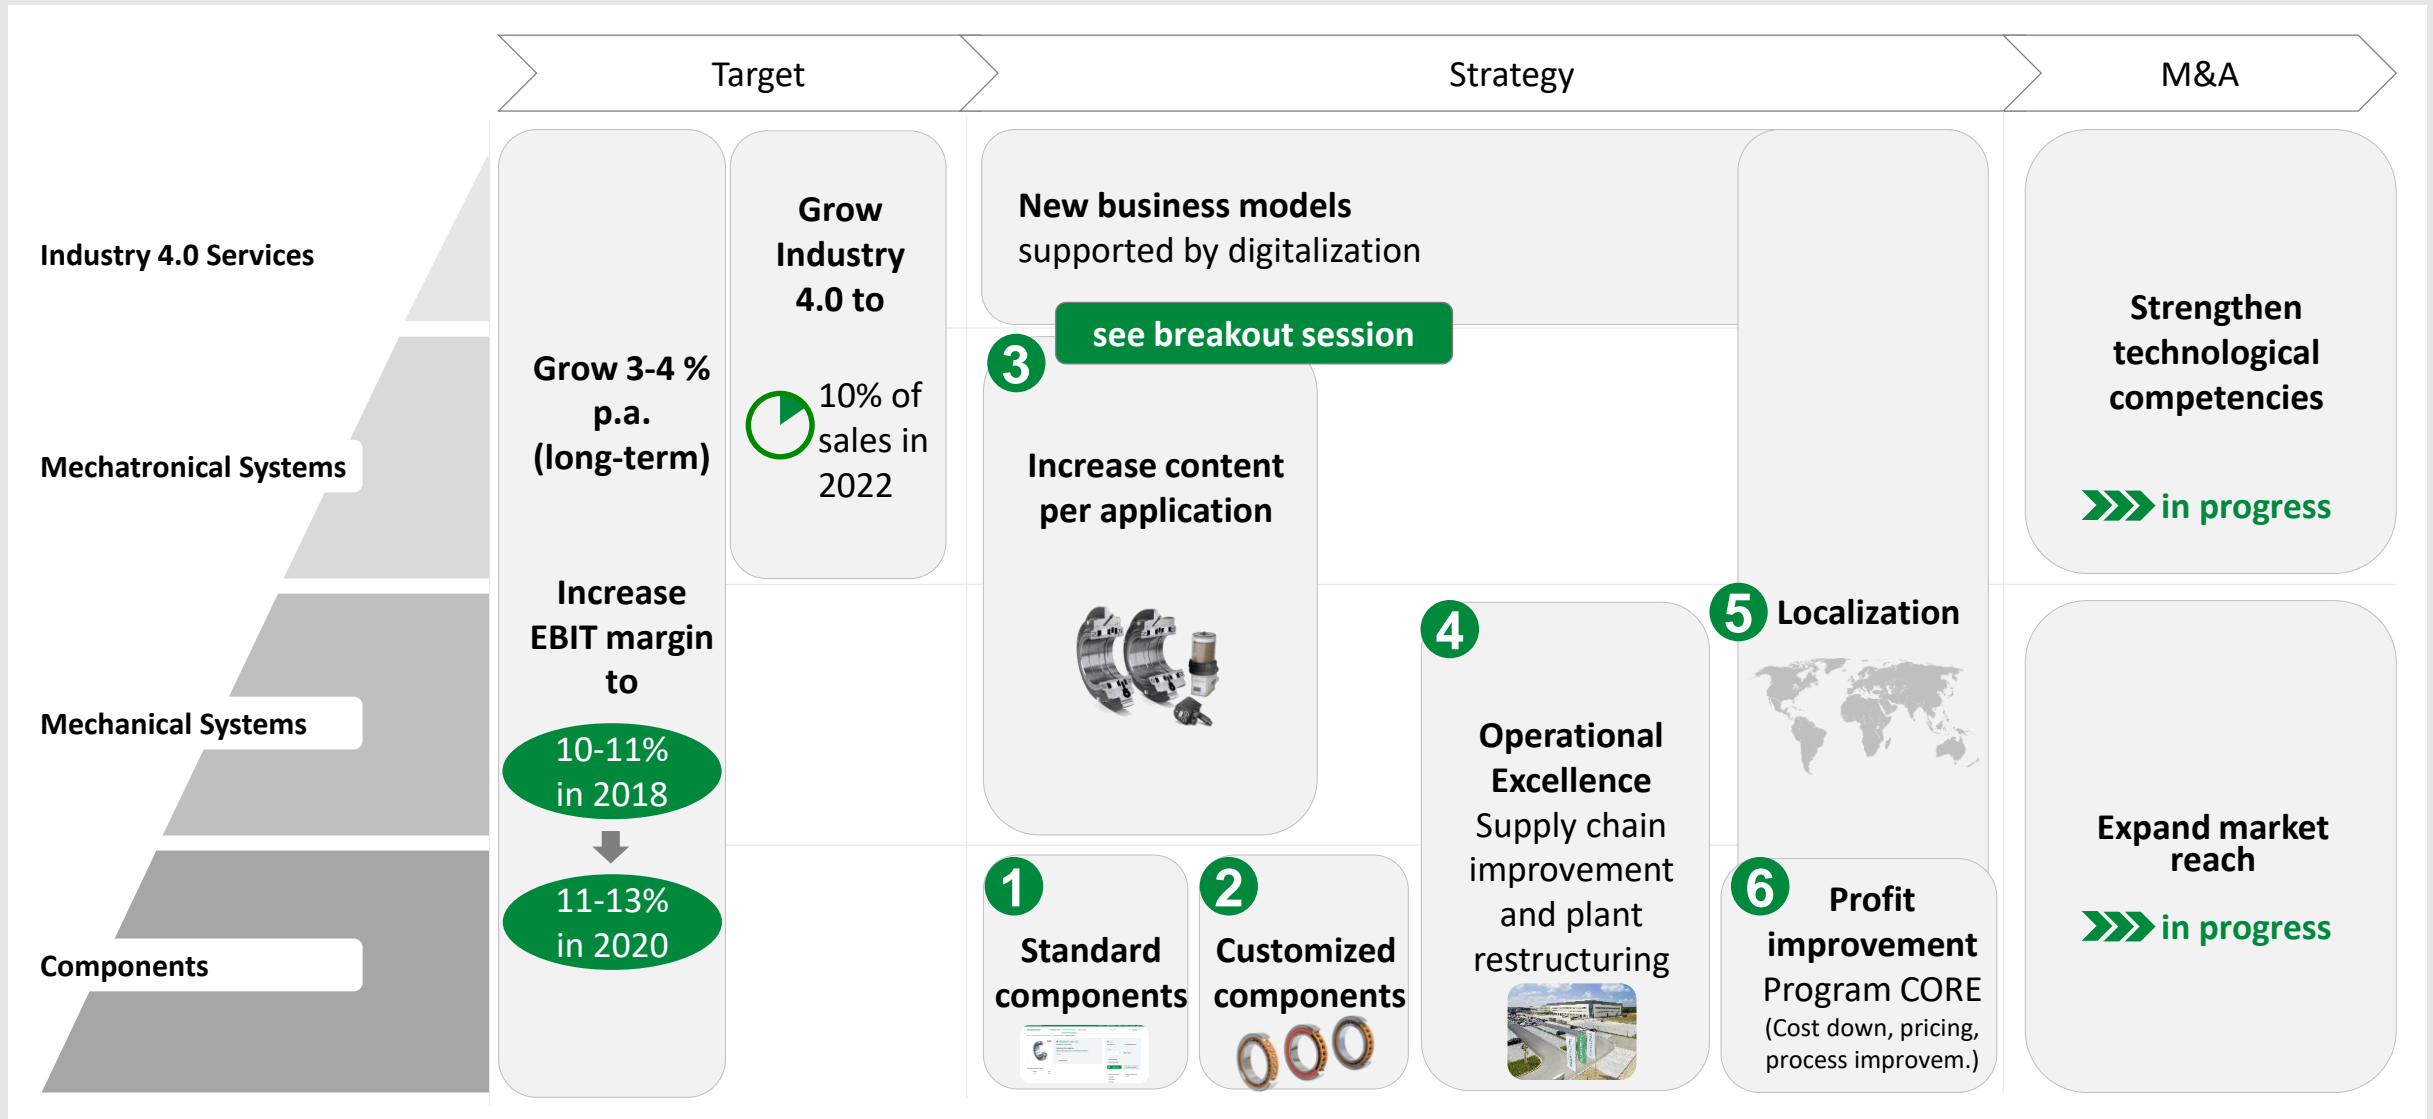 Target
Strategy
M&A
Industry 4.0 Services
Mechatronical Systems
Mechanical Systems
Components
Grow 3-4 %
p.a.
(long-term)
Increase
EBIT margin
to
10-11%
in 2018
11-13%
in 2020
Grow
Industry
4.0 to
10% of
sales in
2022
New business models
supported by digitalization
see breakout session
3
Increase content
per application
1
Standard
components
2
Customized
components
4
Operational
Excellence
Supply chain
improvement
and plant
restructuring
5 Localization
6
Profit
improvement
Program CORE
(Cost down, pricing,
process improvem.)
Strengthen
technological
competencies
in progress
Expand market
reach
in progress